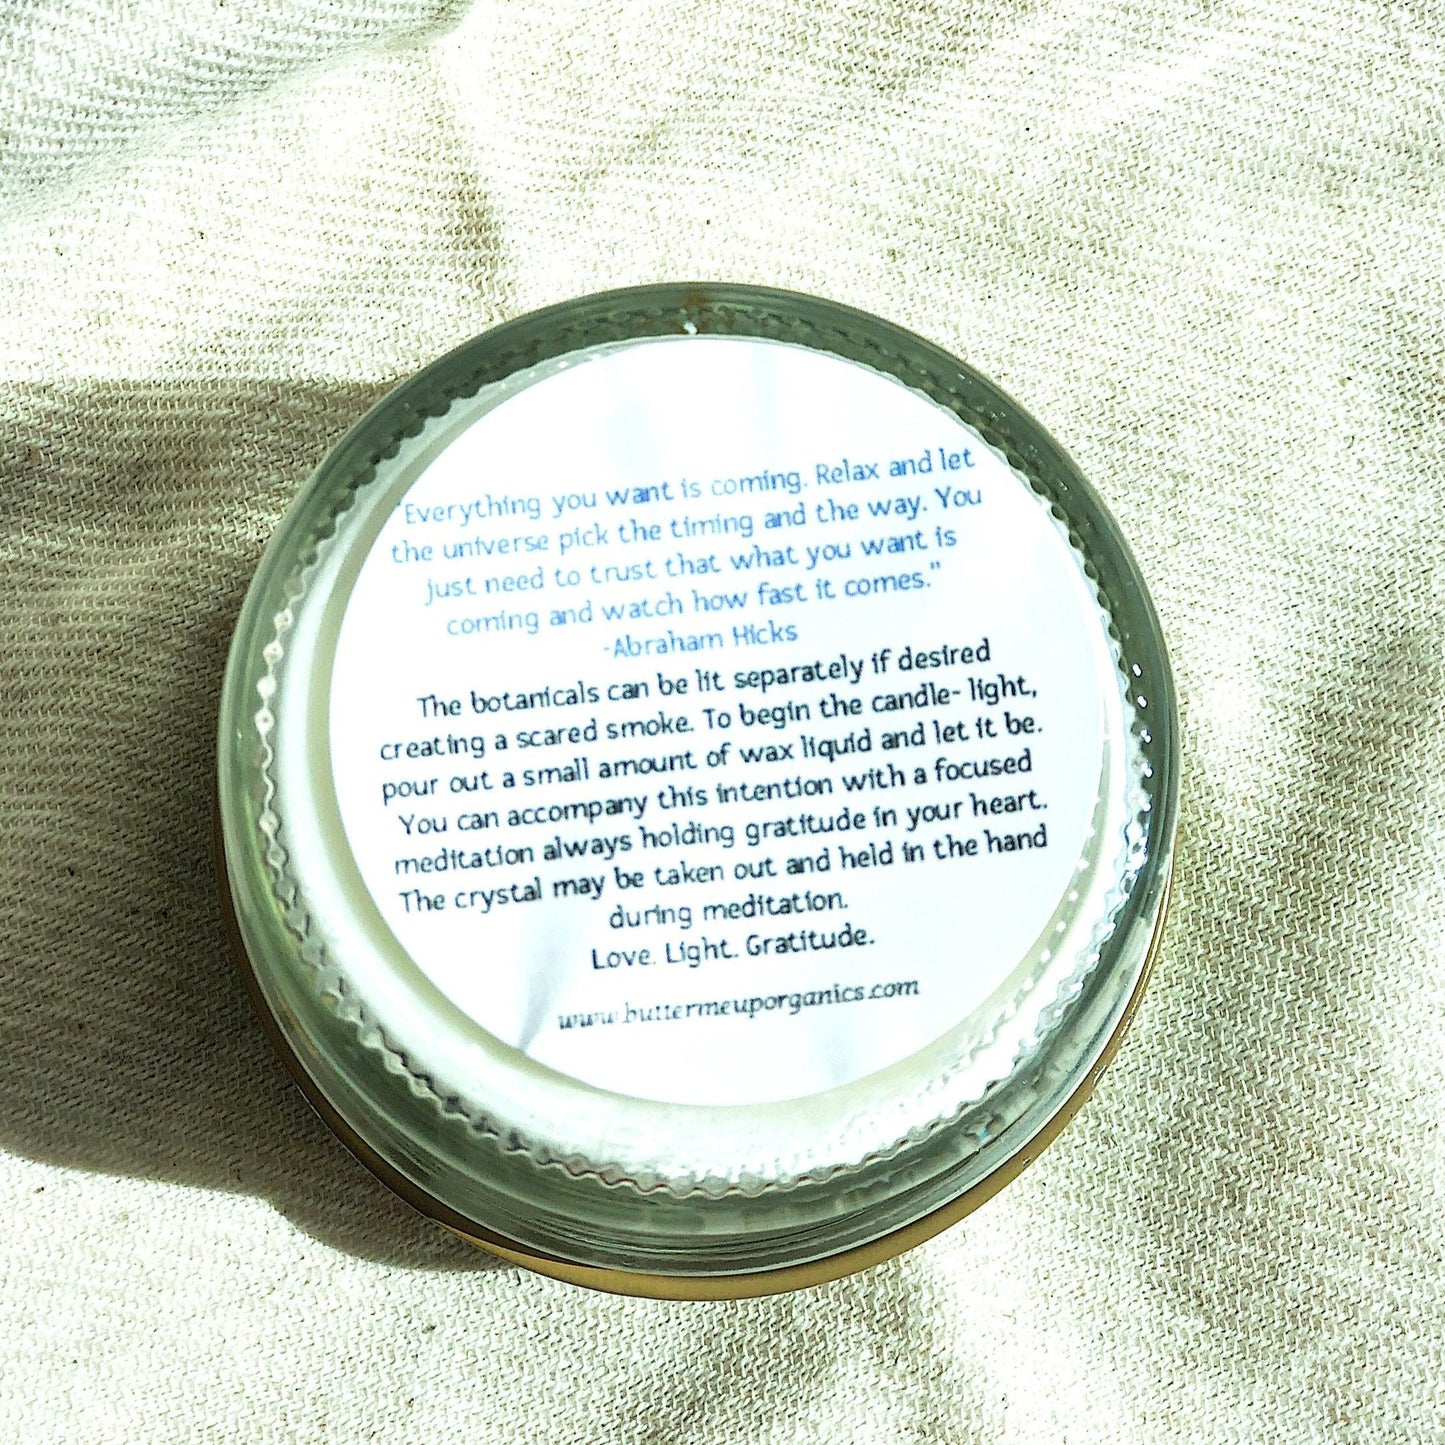 "Everything you want is coming. Relax and let
the universe pick the timing and the way. You
just need to trust that what you want is
coming and watch how fast it comes."
-Abraham Hicks
The botanicals can be lit separately if desired
creating a scared smoke. To begin the candle- light,
pour out a small amount of wax liquid and let it be.
You can accompany this intention with a focused
meditation always holding gratitude in your heart.
The crystal may be taken out and held in the hand
during meditation.
Love. Light. Gratitude.
www.buttermeuporganics.com